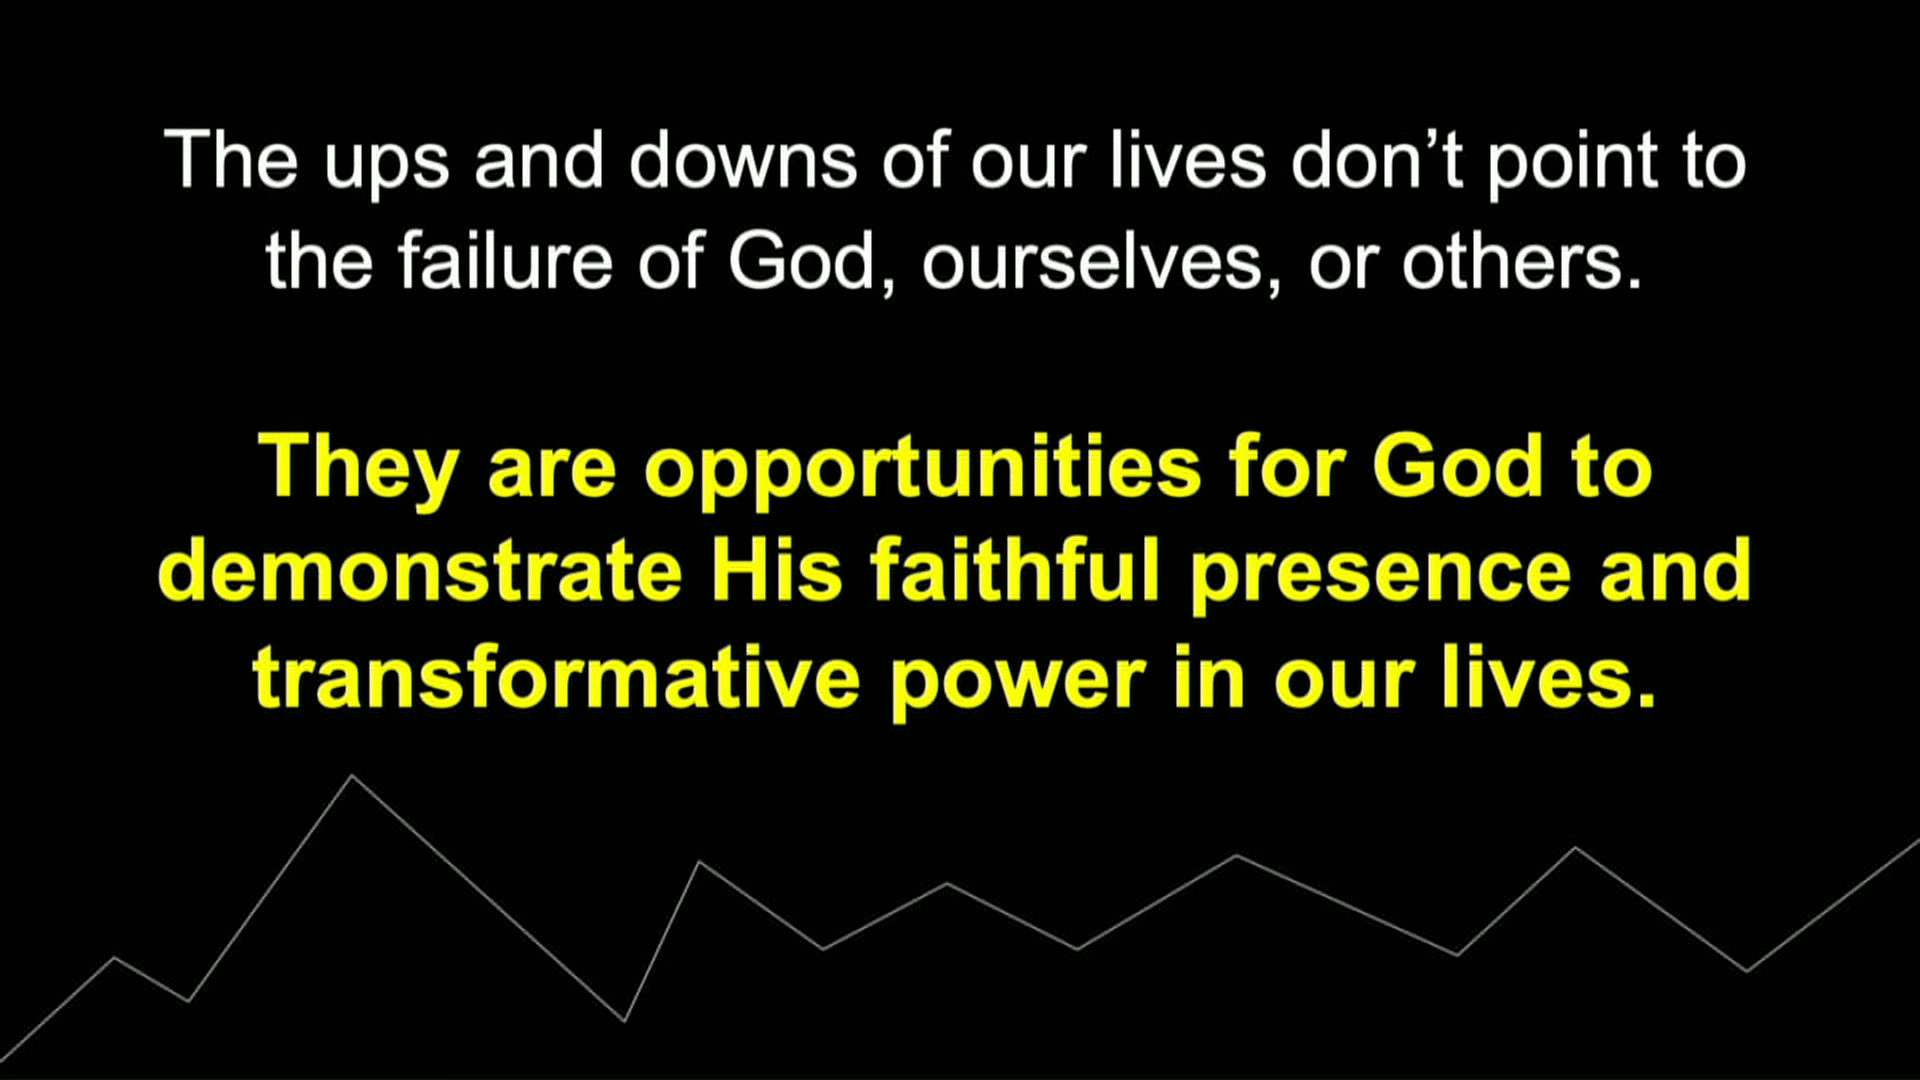 The ups and downs of our lives don’t point to
the failure of God, ourselves, or others.
They are opportunities for God to
demonstrate His faithful presence and
transformative power in our lives.